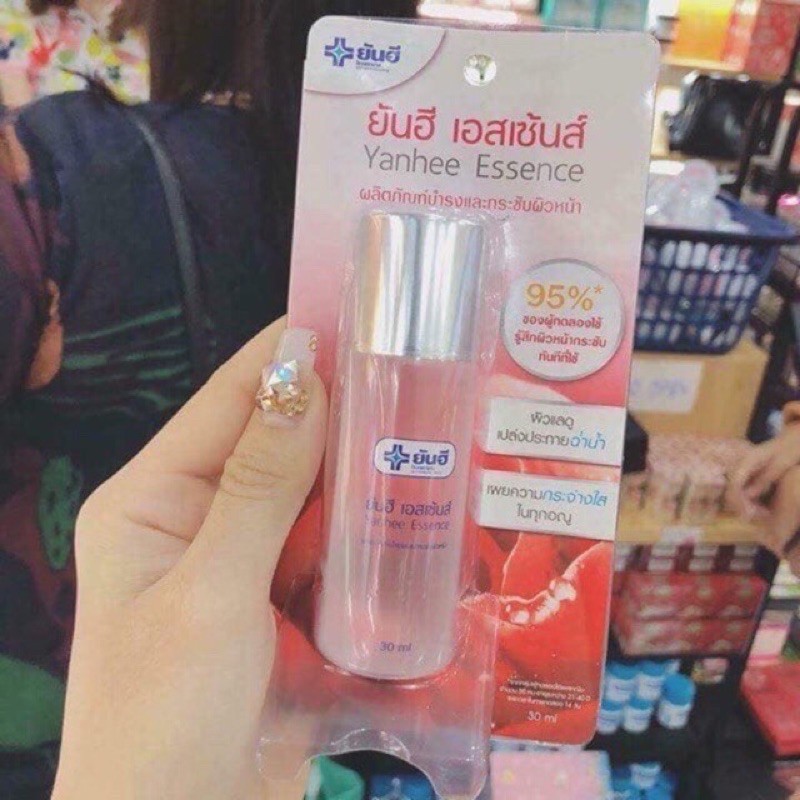 ยันฮี
ยันฮี เอสเซ้นส์
Yanhee Essence
ผลิตภัณฑ์บำรุงและกระชับผิวหน้า
95%*
ของผู้ทดลองใช้
รู้สึกผิวหน้ากระชับ
ทันทีที่ใช้
ผิวแลดู
เปล่งประกายฉ่ำน้ำ
เผยความกระจ่างใส
ในทุกอณู
ยันฮี
ยันฮี เอสเซ้นส์
Yanhee Essence
30 ml
30 ml